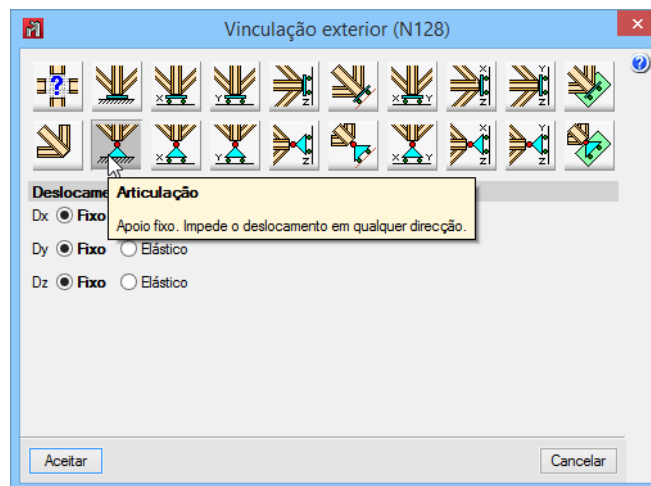 Vinculação exterior (N128)
Deslocame
Articulação
Apoio fixo. Impede o deslocamento em qualquer direcção.
Dx Fixo
Dy Fixo Elástico
Dz Fixo Elástico
Aceitar Cancelar